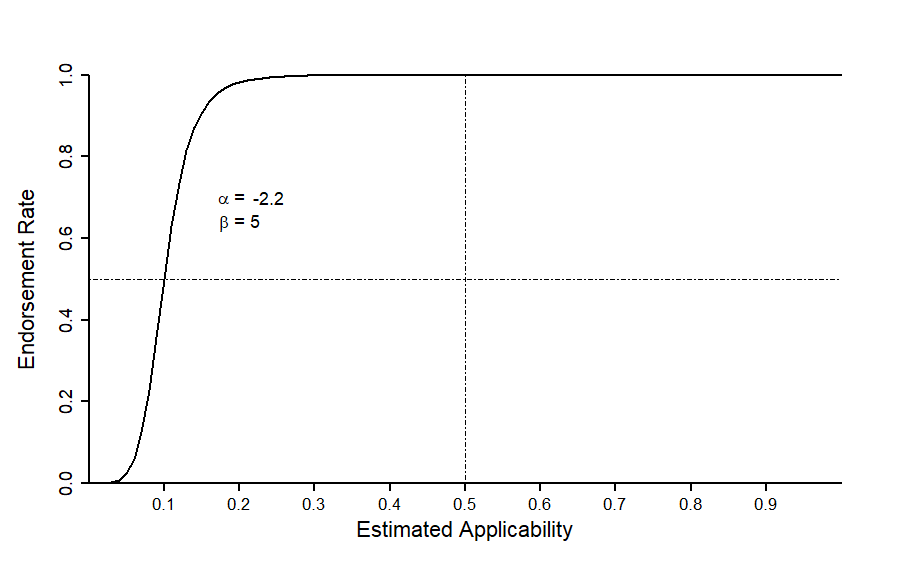 1.0
0.8
α = -2.2
β = 5
0.6
Endorsement Rate
0.4
0.2
0.0
0.1 0.2 0.3 0.4 0.5 0.6 0.7 0.8 0.9
Estimated Applicability